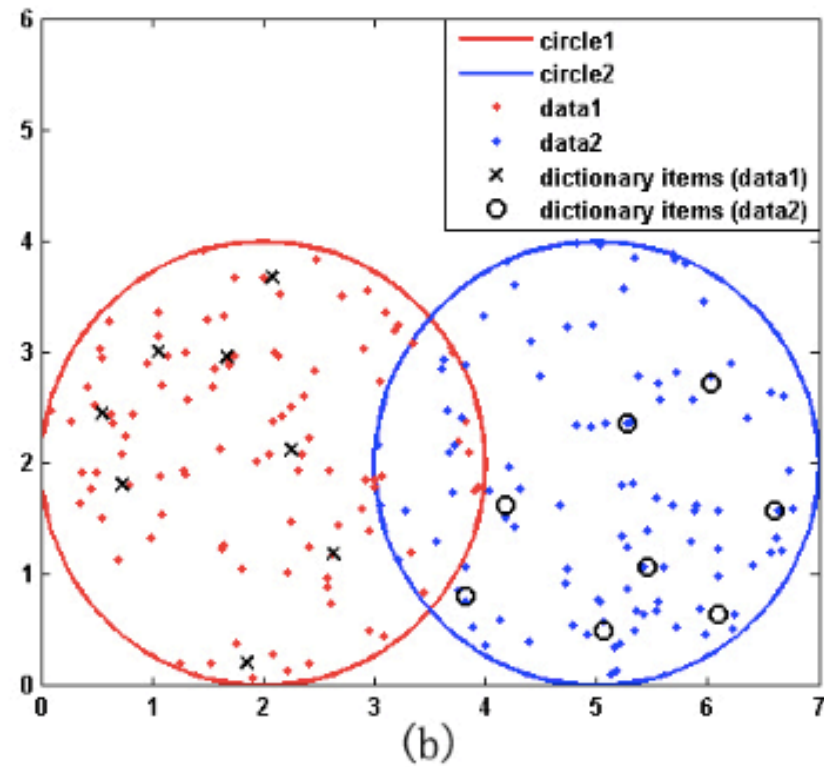 6
5
4
3
2
1
0
circle1
circle2
data1
data2
dictionary items (data1)
dictionary items (data2)
0 1 2 3 4 5 6 7
(b)